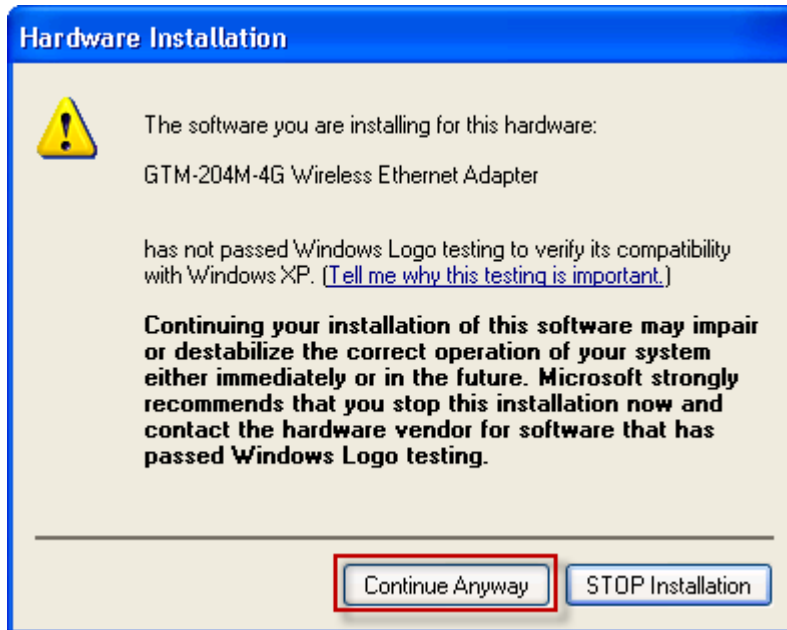 Hardware Installation
The software you are installing for this hardware:
GTM-204M-4G Wireless Ethernet Adapter
has not passed Windows Logo testing to verify its compatibility
with Windows XP. (Tell me why this testing is important.)
Continuing your installation of this software may impair
or destabilize the correct operation of your system
either immediately or in the future. Microsoft strongly
recommends that you stop this installation now and
contact the hardware vendor for software that has
passed Windows Logo testing.
Continue Anyway
STOP Installation